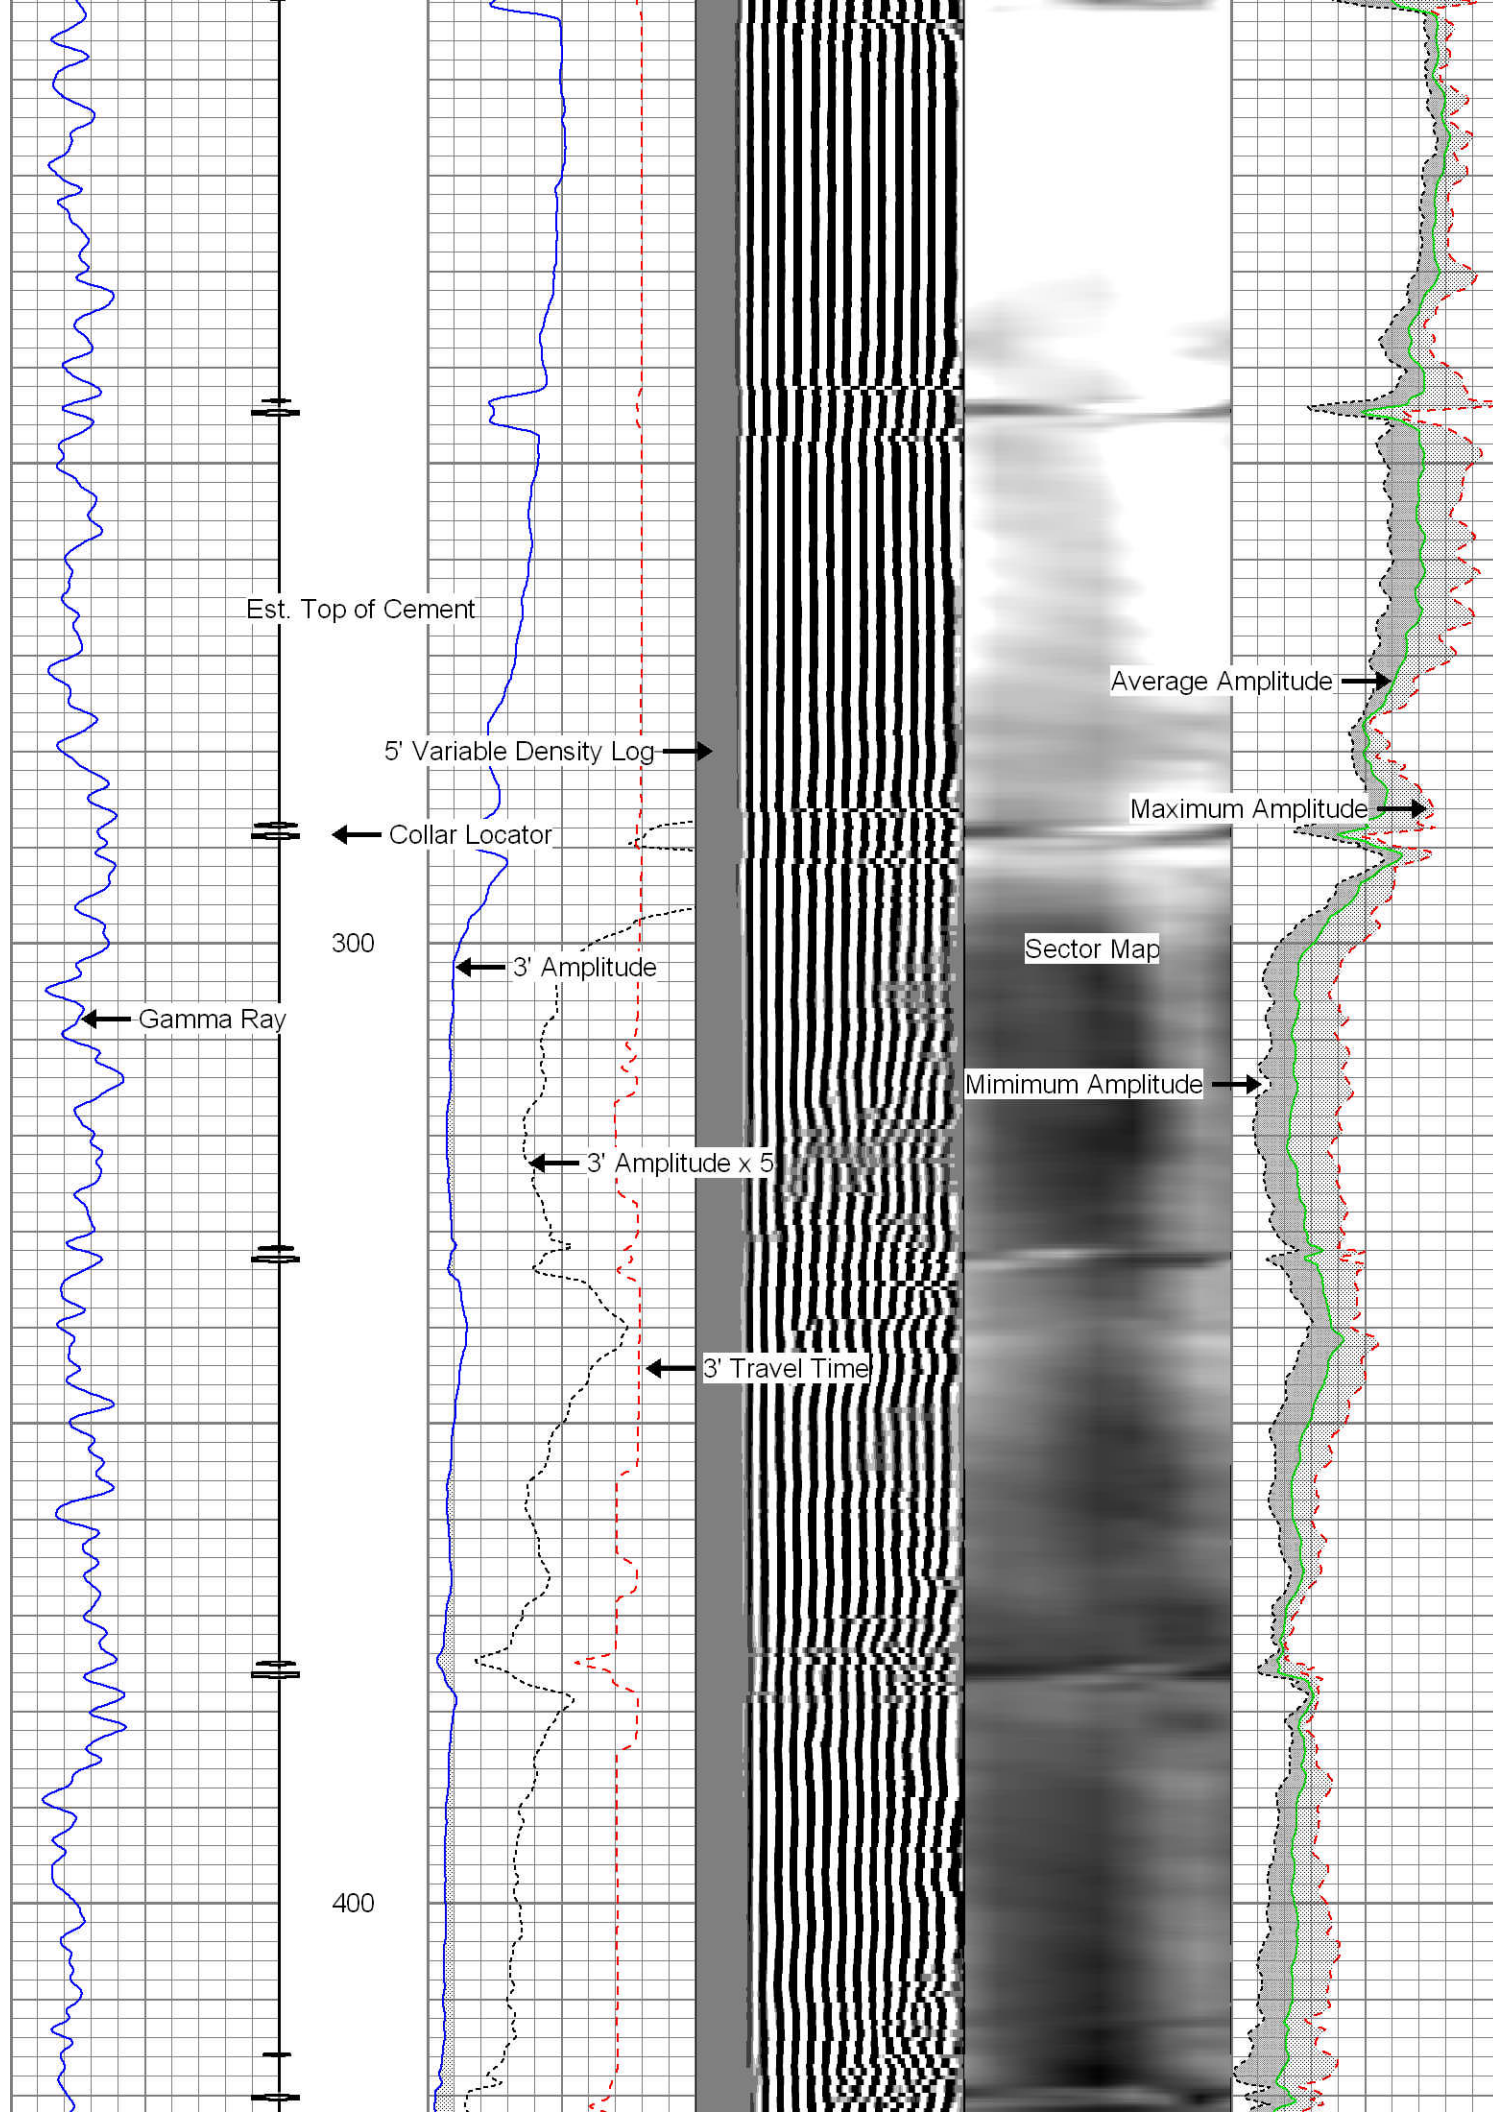 Est. Top of Cement
Average Amplitude
5' Variable Density Log
Maximum Amplitude
Collar Locator
300
Sector Map
3' Amplitude
Gamma Ray
Mimimum Amplitude
3' Amplitude x 5
3' Travel Time
400